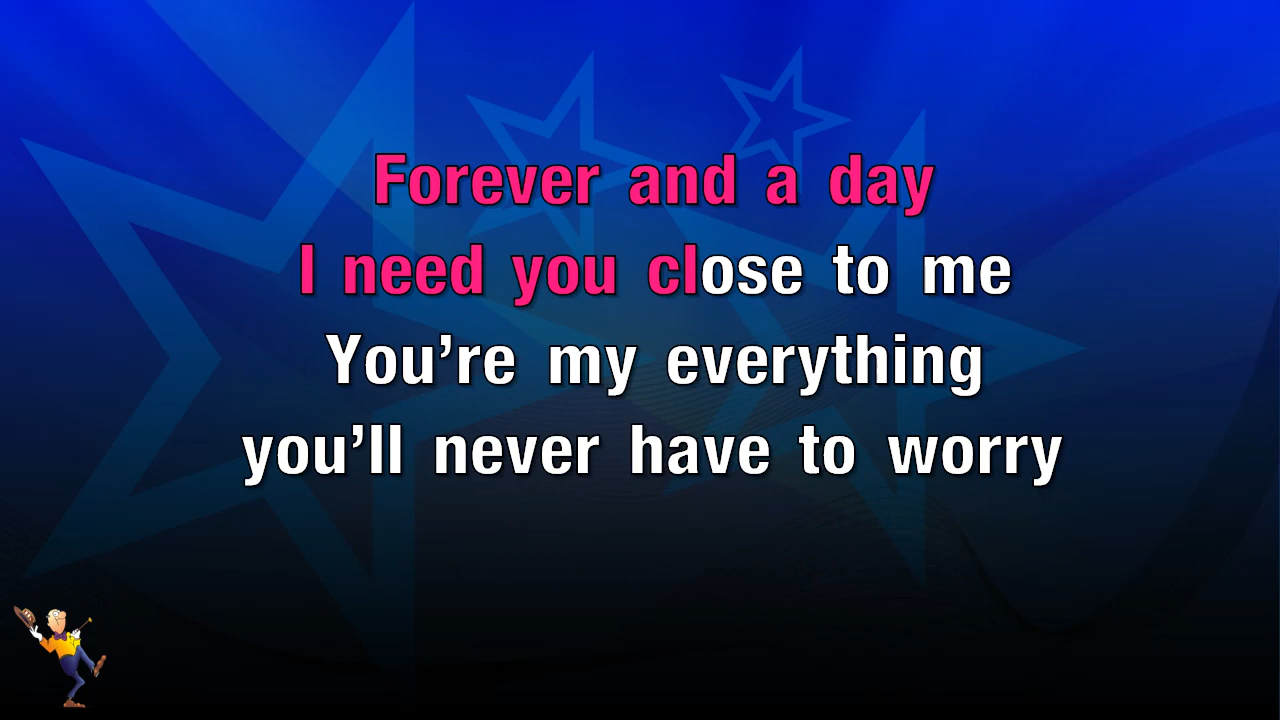 Forever and a day
I need you close to me
You’re my everything
you’ll never have to worry